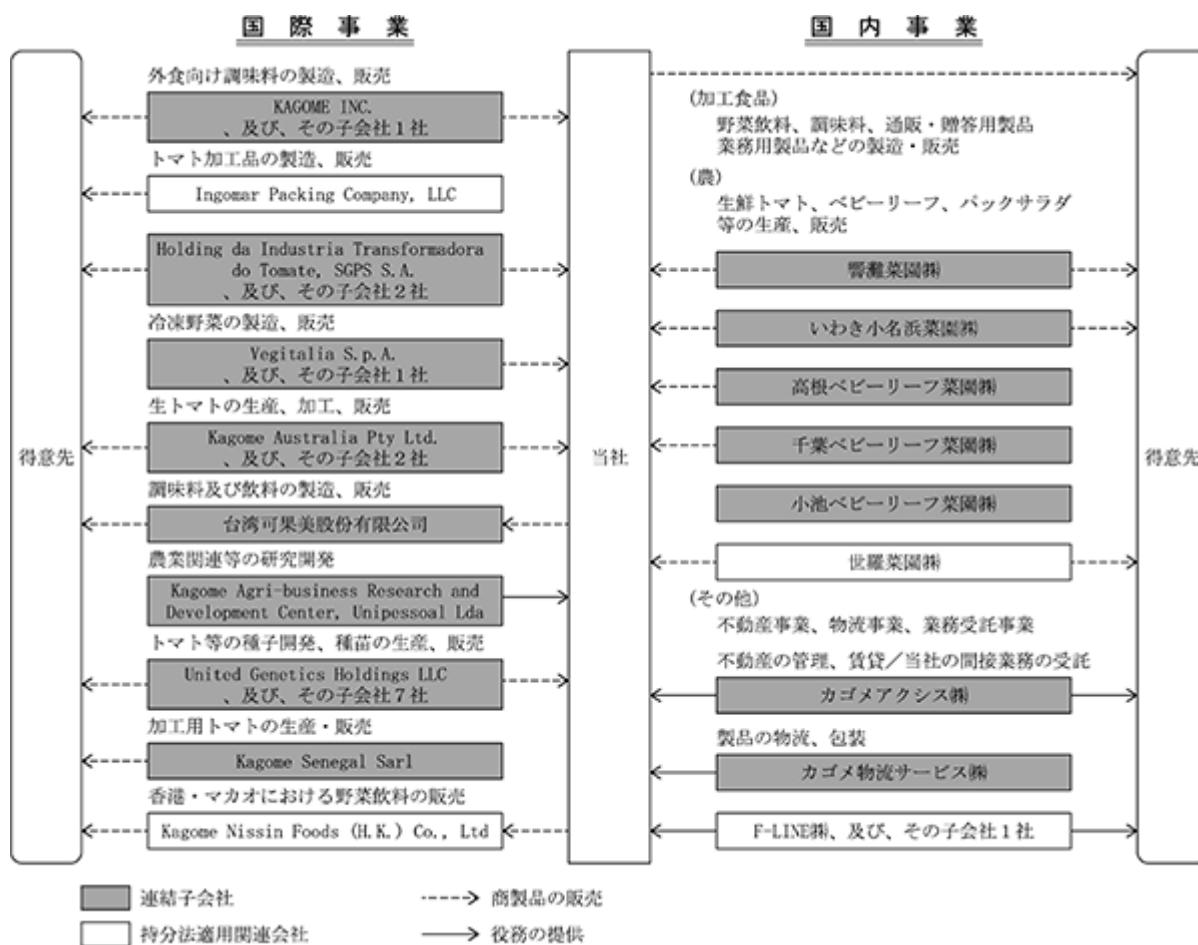 国際事業
得意先
外食向け調味料の製造、販売
KAGOME INC.
、及び、その子会社1社
トマト加工品の製造、販売
Ingomar Packing Company, LLC
Holding da Industria Transformadora
do Tomate, SGPS S.A.
、及び、その子会社2社
冷凍野菜の製造、販売
Vegitalia S.p.A.
、及び、その子会社1社
生トマトの生産、加工、販売
Kagome Australia Pty Ltd.
、及び、その子会社2社
調味料及び飲料の製造、販売
台湾可果美股份有限公司
農業関連等の研究開発
Kagome Agri-business Research and
Development Center, Unipessoal Lda
トマト等の種子開発、種苗の生産、販売
United Genetics Holdings LLC
、及び、その子会社7社
加工用トマトの生産・販売
Kagome Senegal Sarl
香港・マカオにおける野菜飲料の販売
Kagome Nissin Foods (H.K.) Co., Ltd
当社
国内事業
(加工食品)
野菜飲料、調味料、通販・贈答用製品
業務用製品などの製造・販売
(農)
生鮮トマト、ベビーリーフ、パックサラダ
等の生産、販売
響灘菜園㈱
いわき小名浜菜園㈱
高根ベビーリーフ菜園㈱
千葉ベビーリーフ菜園㈱
小池ベビーリーフ菜園㈱
世羅菜園㈱
(その他)
不動産事業、物流事業、業務受託事業
不動産の管理、賃貸/当社の間接業務の受託
カゴメアクシス㈱
製品の物流、包装
カゴメ物流サービス㈱
F-LINE㈱、及び、その子会社1社
得意先
連結子会社
商製品の販売
持分法適用関連会社
役務の提供